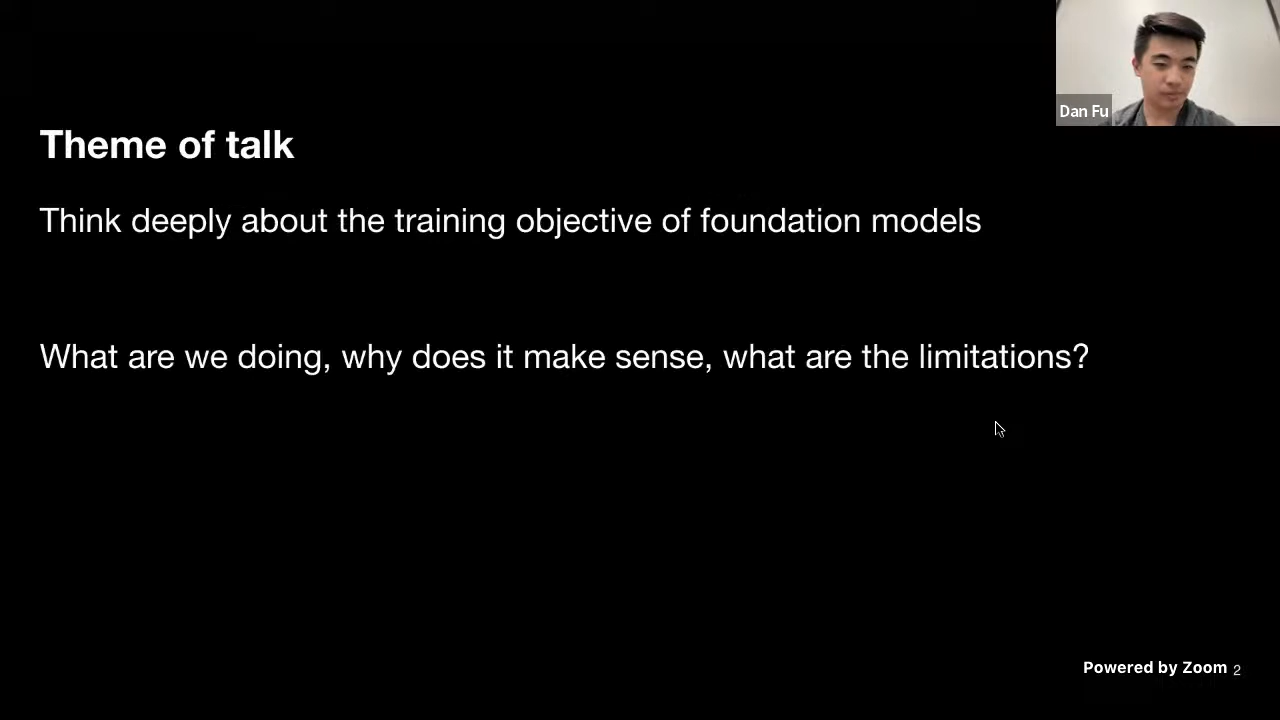 Dan Fu
Theme of talk
Think deeply about the training objective of foundation models
What are we doing, why does it make sense, what are the limitations?
Powered by Zoom 2